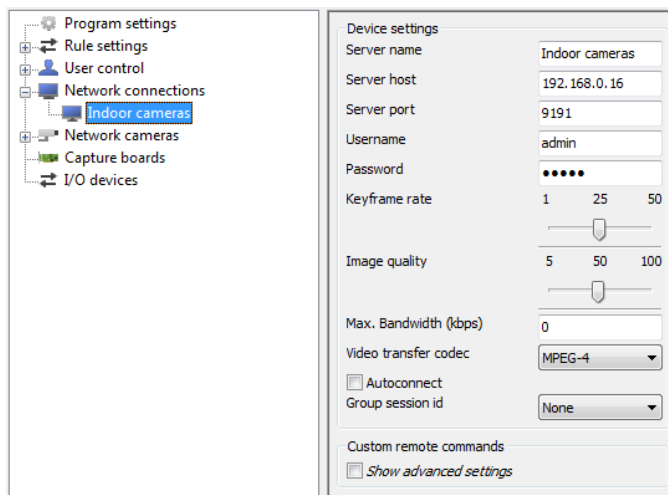 Program settings
Rule settings
User control
Network connections
Indoor cameras
Network cameras
Capture boards
I/O devices
Device settings
Server name Indoor cameras
Server host 192.168.0.16
Server port 9191
Username admin
Password •••••
Keyframe rate 1 25 50
Image quality 5 50 100
Max. Bandwidth (kbps) 0
Video transfer codec MPEG-4
Autoconnect
Group session id None
Custom remote commands
Show advanced settings